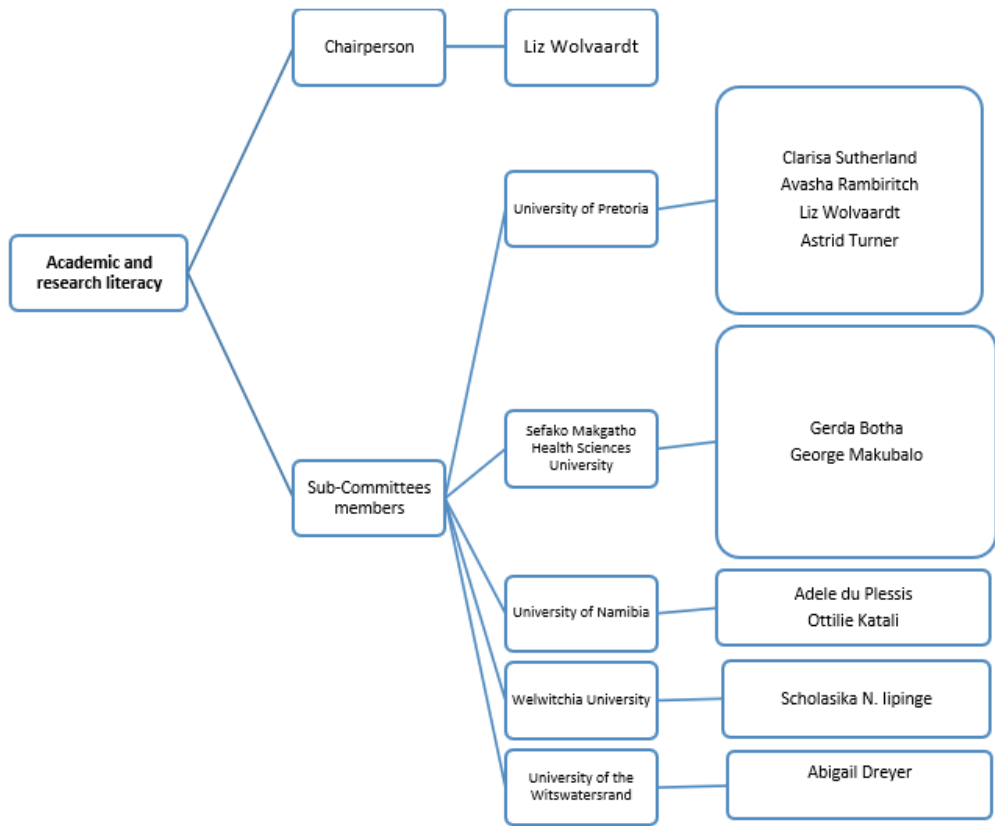 Chairperson
Liz Wolvaardt
Academic and
research literacy
Sub-Committees
members
University of Pretoria
Clarisa Sutherland
Avasha Rambiritch
Liz Wolvaardt
Astrid Turner
Sefako Makgatho
Health Sciences
University
Gerda Botha
George Makubalo
University of Namibia
Adele du Plessis
Ottilie Katali
Welwitchia University
Scholasika N. Iipinge
University of the
Witswatersrand
Abigail Dreyer